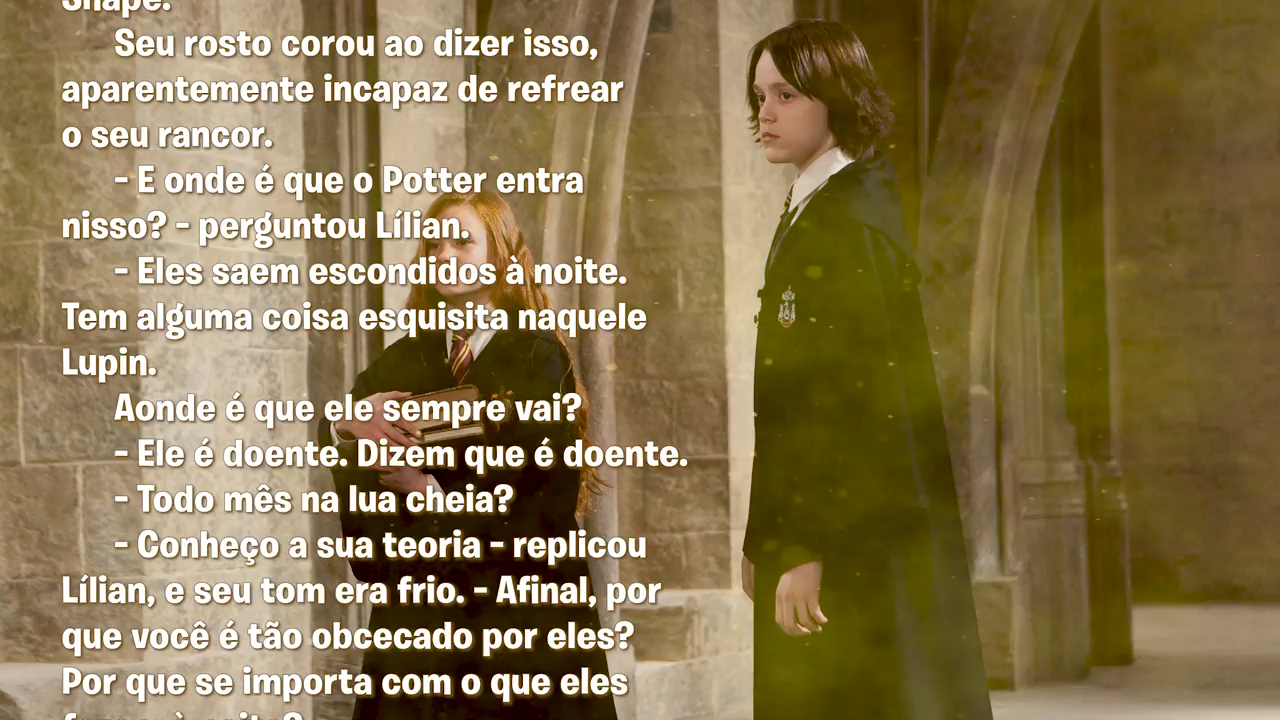 Snape.
Seu rosto corou ao dizer isso,
aparentemente incapaz de refrear
o seu rancor.
- E onde é que o Potter entra
nisso? - perguntou Lílian.
- Eles saem escondidos à noite.
Tem alguma coisa esquisita naquele
Lupin.
Aonde é que ele sempre vai?
- Ele é doente. Dizem que é doente.
- Todo mês na lua cheia?
- Conheço a sua teoria - replicou
Lílian, e seu tom era frio. - Afinal, por
que você é tão obcecado por eles?
Por que se importa com o que eles